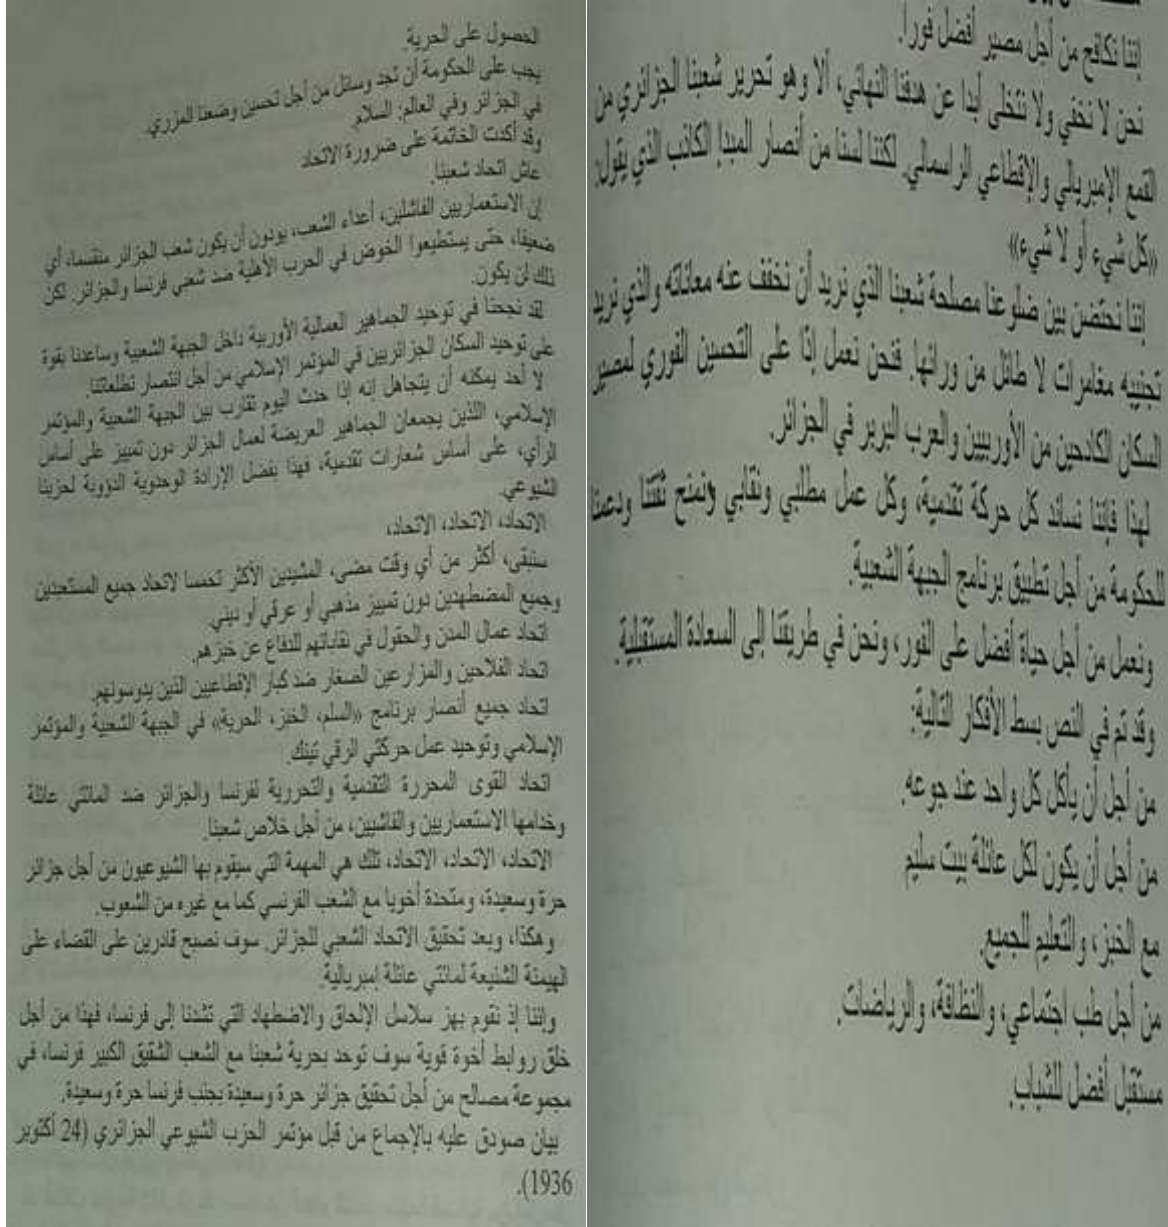 إننا نكافح من أجل مصير أفضل فورا.
نحن لا نخفي ولا نتخلى أبدا عن هدفنا النهائي، ألا وهو تحرير شعبنا الجزائري من
القمع الإمبريالي والإقطاعي الراسمالي. لكننا لسنا من أنصار المبدإ الكاذب الذي يقول:
«كل شيء أو لا شيء»
إننا نحتضن بين ضلوعنا مصلحة شعبنا الذي نريد أن نخفف عنه معاناته والذي نريد
تجنيبه مغامرات لا طائل من ورائها. فنحن نعمل إذا على التحسين الفوري لمصير
السكان الكادحين من الأوربيين والعرب البربر في الجزائر.
لهذا فإننا نساند كل حركة تقدمية، وكل عمل مطلبي ونقابي ونمنح ثقتنا ودعمنا
للحكومة من أجل تطبيق برنامج الجبهة الشعبية.
ونعمل من أجل حياة أفضل على الفور، ونحن في طريقنا إلى السعادة المستقبلية.
وقد تم في النص بسط الأفكار التالية:
من أجل أن يأكل كل واحد عند جوعه.
من أجل أن يكون لكل عائلة بيت سليم
مع الخبز، والتعليم للجميع.
من أجل طب اجتماعي، والنظافة، والرياضات.
مستقبل أفضل للشباب.
الحصول على الحرية.
يجب على الحكومة أن تجد وسائل من أجل تحسين وضعنا المزري.
في الجزائر وفي العالم: السلام.
وقد أكدت الخاتمة على ضرورة الاتحاد
عاش اتحاد شعبنا.
إن الاستعماريين الفاشلين، أعداء الشعب، يودون أن يكون شعب الجزائر منقسما، أي
ضعيفا، حتى يستطيعوا الخوض في الحرب الأهلية ضد شعبي فرنسا والجزائر. لكن
ذلك لن يكون.
لقد نجحنا في توحيد الجماهير العمالية الأوربية داخل الجبهة الشعبية وساعدنا بقوة
على توحيد السكان الجزائريين في المؤتمر الإسلامي من أجل انتصار تطلعاتنا.
لا أحد يمكنه أن يتجاهل إنه إذا حدث اليوم تقارب بين الجبهة الشعبية والمؤتمر
الإسلامي، اللذين يجمعان الجماهير العريضة لعمال الجزائر دون تمييز على أساس
الرأي، على أساس شعارات تقدمية، فهذا بفضل الإرادة الوحدوية الدؤوبة لحزبنا
الشيوعي.
الاتحاد، الاتحاد، الاتحاد،
سنبقى، أكثر من أي وقت مضى، المشيدين الأكثر تحمسا لاتحاد جميع المستعبدين
وجميع المضطهدين دون تمييز مذهبي أو عرقي أو ديني.
اتحاد عمال المدن والحقول في نقاباتهم للدفاع عن خبزهم.
اتحاد الفلاحين والمزارعين الصغار ضد كبار الإقطاعيين الذين يدوسونهم.
اتحاد جميع أنصار برنامج «السلم، الخبز، الحرية» في الجبهة الشعبية والمؤتمر
الإسلامي وتوحيد عمل حركتي الرقي تينك.
اتحاد القوى المحررة التقدمية والتحررية لفرنسا والجزائر ضد المائتي عائلة
وخدامها الاستعماريين والفاشيين، من أجل خلاص شعبنا.
الاتحاد، الاتحاد، الاتحاد، تلك هي المهمة التي سيقوم بها الشيوعيون من أجل جزائر
حرة وسعيدة، ومتحدة أخويا مع الشعب الفرنسي كما مع غيره من الشعوب.
وهكذا، وبعد تحقيق الاتحاد الشعبي للجزائر. سوف نصبح قادرين على القضاء على
الهيمنة الشنيعة لمائتي عائلة إمبريالية.
وإننا إذ نقوم بهز سلاسل الإلحاق والاضطهاد التي تشدنا إلى فرنسا، فهذا من أجل
خلق روابط أخوة قوية سوف توحد بحرية شعبنا مع الشعب الشقيق الكبير فرنسا، في
مجموعة مصالح من أجل تحقيق جزائر حرة وسعيدة بجنب فرنسا حرة وسعيدة.
بيان صودق عليه بالإجماع من قبل مؤتمر الحزب الشيوعي الجزائري (24 أكتوبر
1936).